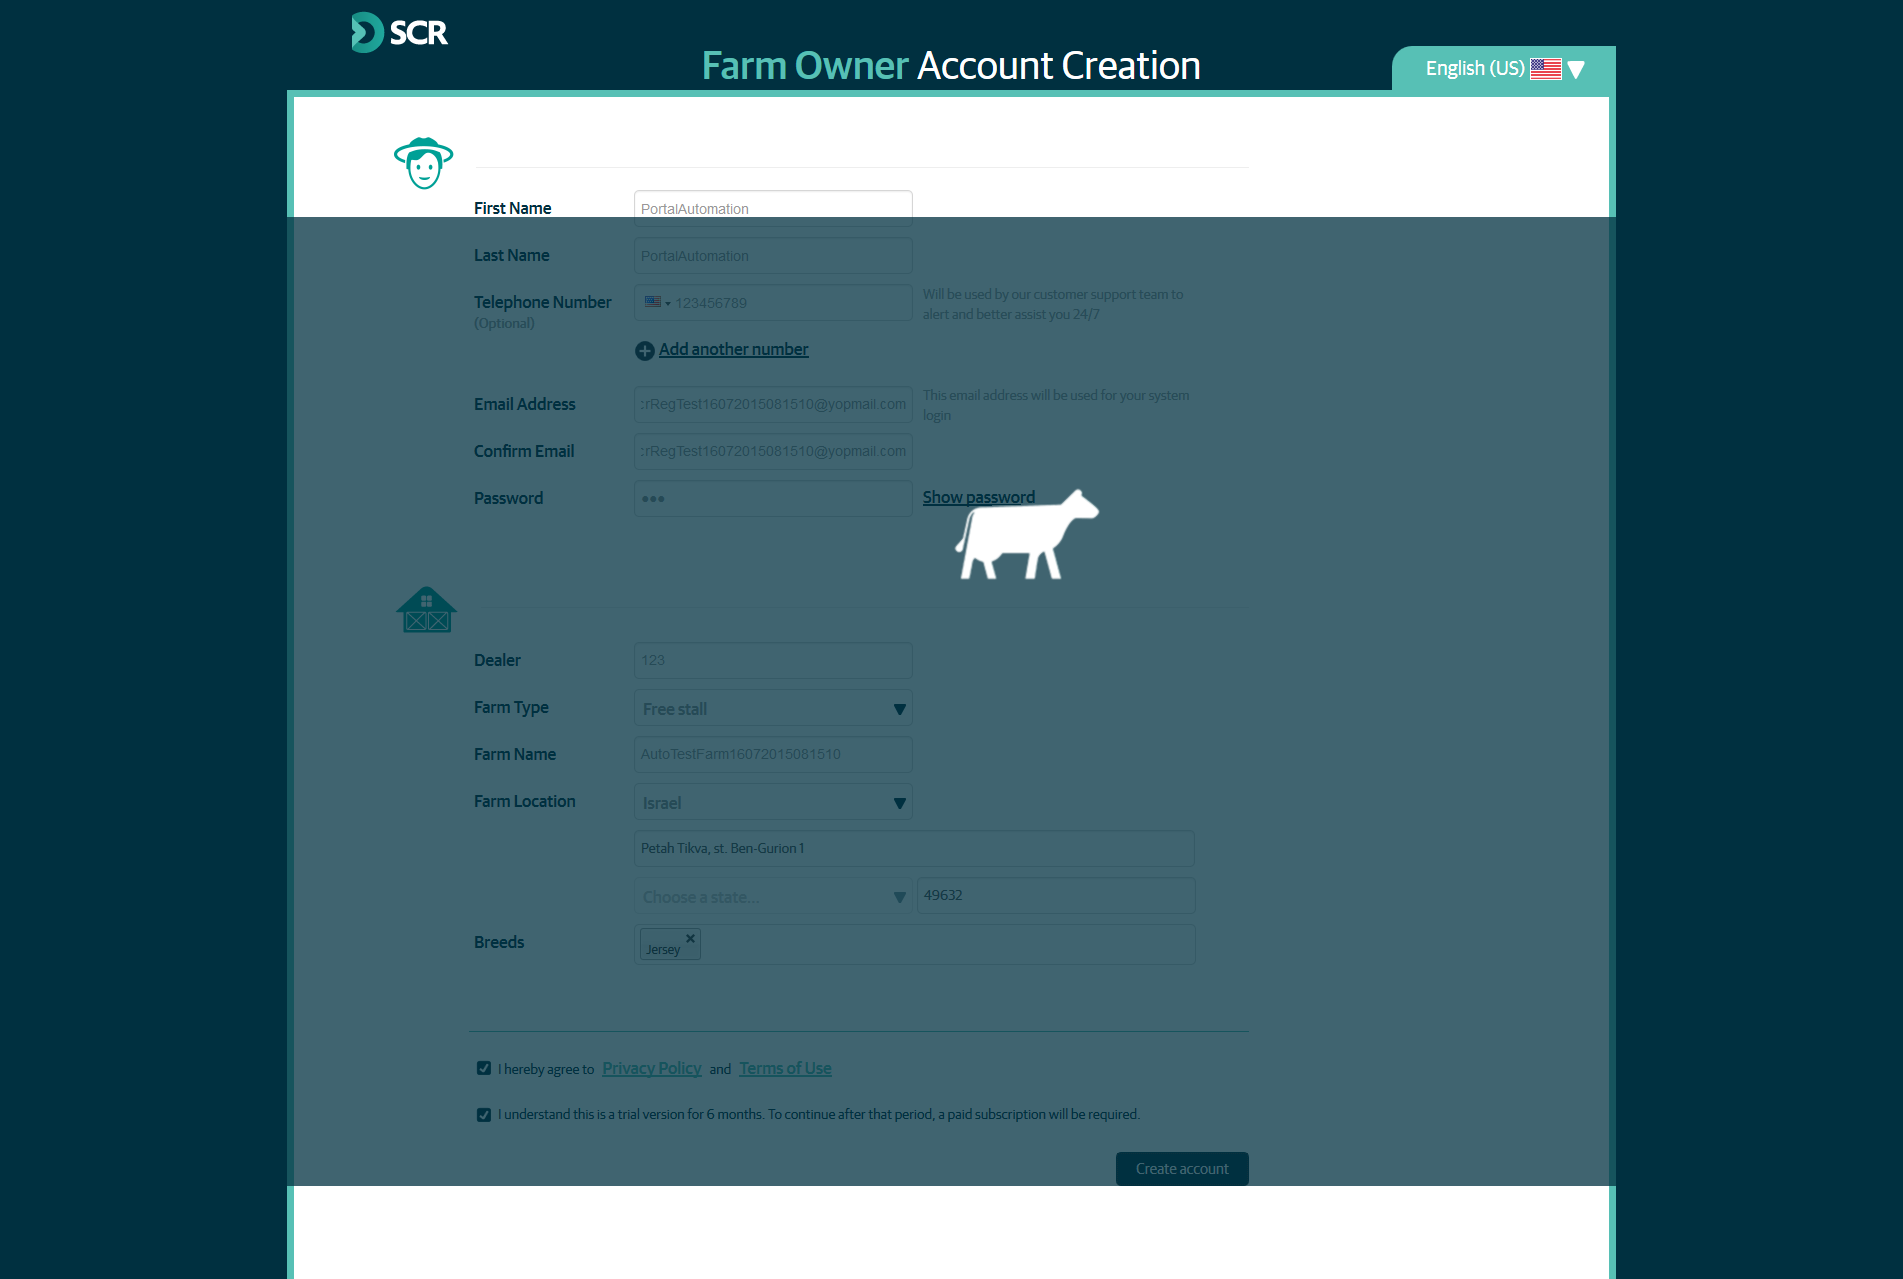 SCR
Farm Owner Account Creation
English (US)
First Name
PortalAutomation
Last Name
PortalAutomation
Telephone Number
123456789
Will be used by our customer support team to
alert and better assist you 24/7
(Optional)
Add another number
Email Address
:rRegTest16072015081510@yopmail.com
This email address will be used for your system
login
Confirm Email
:rRegTest16072015081510@yopmail.com
Password
•••
Show password
Dealer
123
Farm Type
Free stall
Farm Name
AutoTestFarm16072015081510
Farm Location
Israel
Petah Tikva, st. Ben-Gurion 1
Choose a state...
49632
Breeds
Jersey
I hereby agree to Privacy Policy and Terms of Use
I understand this is a trial version for 6 months. To continue after that period, a paid subscription will be required.
Create account